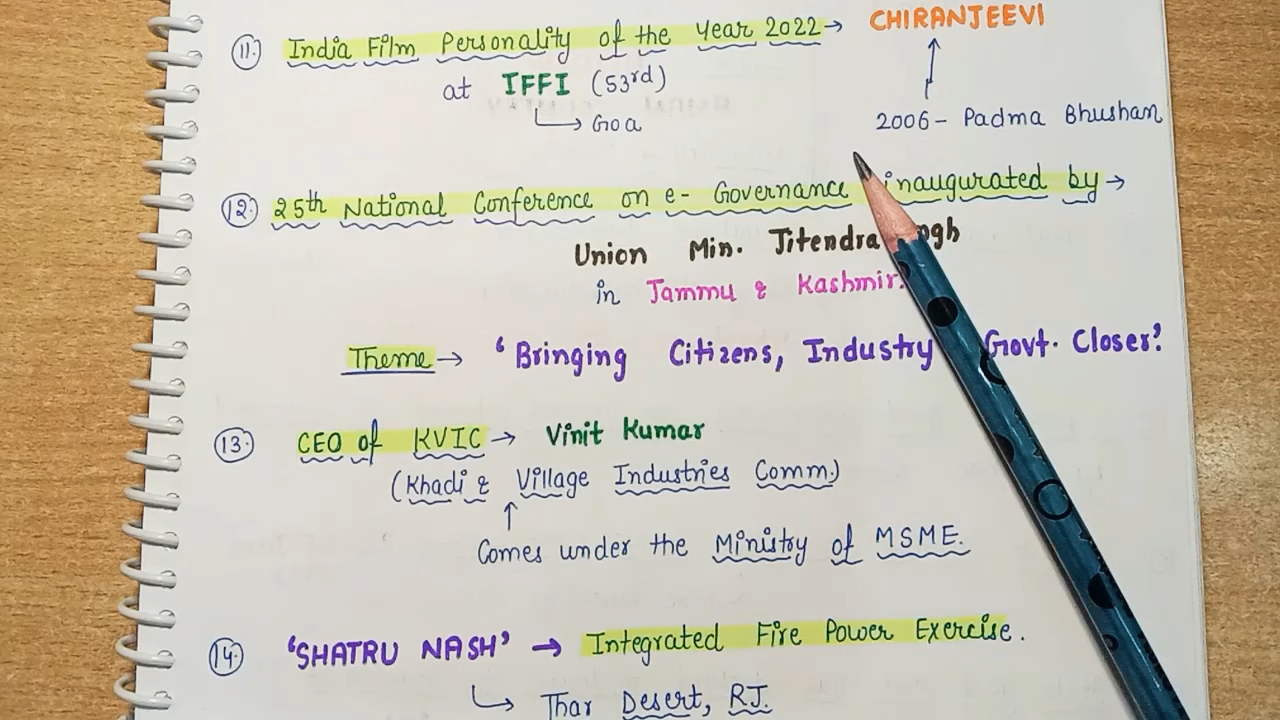 11. India Film Personality of the Year 2022→ CHIRANJEEVI
at IFFI (53rd)
→ Goa
2006- Padma Bhushan
12. 25th National Conference on e- Governance inaugurated by →
Union Min. Jitendra
in Jammu & Kashmir.
Theme → 'Bringing Citizens, Industry Govt. Closer'
13. CEO of KVIC → Vinit Kumar
(Khadi & Village Industries Comm.)
↑
Comes under the Ministry of MSME.
14. 'SHATRU NASH' → Integrated Fire Power Exercise.
→ Thar Desert, RJ.